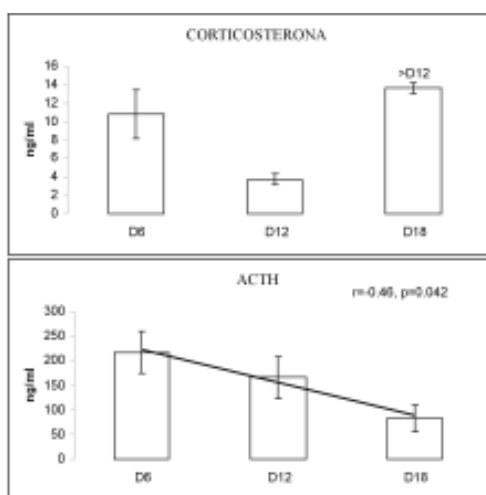 CORTICOSTERONA
16
14
12
10
8
6
4
2
0
ng/ml
>D12
D6
D12
D18
ACTH
r=-0.46, p=0.042
300
250
200
150
100
50
0
ng/ml
D6
D12
D18